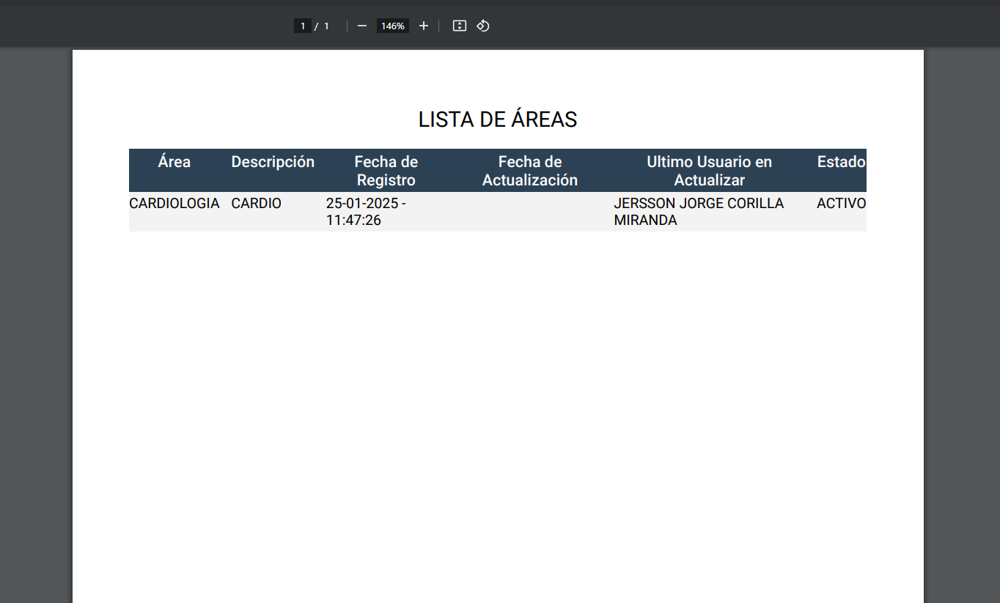 1 / 1 146%
LISTA DE ÁREAS
Área Descripción Fecha de Fecha de Ultimo Usuario en Estado
Registro Actualización Actualizar
CARDIOLOGIA CARDIO 25-01-2025 - JERSSON JORGE CORILLA ACTIVO
11:47:26 MIRANDA